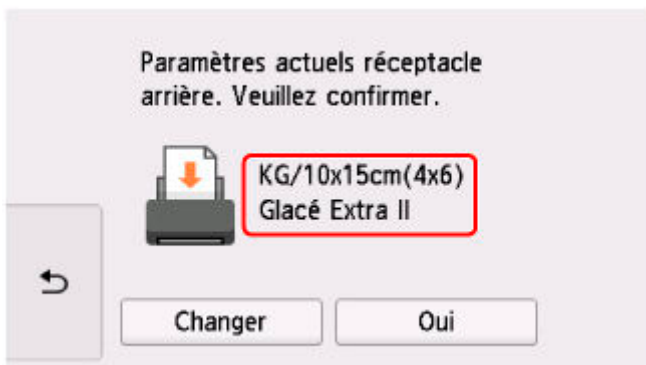 Paramètres actuels réceptacle
arrière. Veuillez confirmer.
KG/10x15cm(4x6)
Glacé Extra II
Changer
Oui